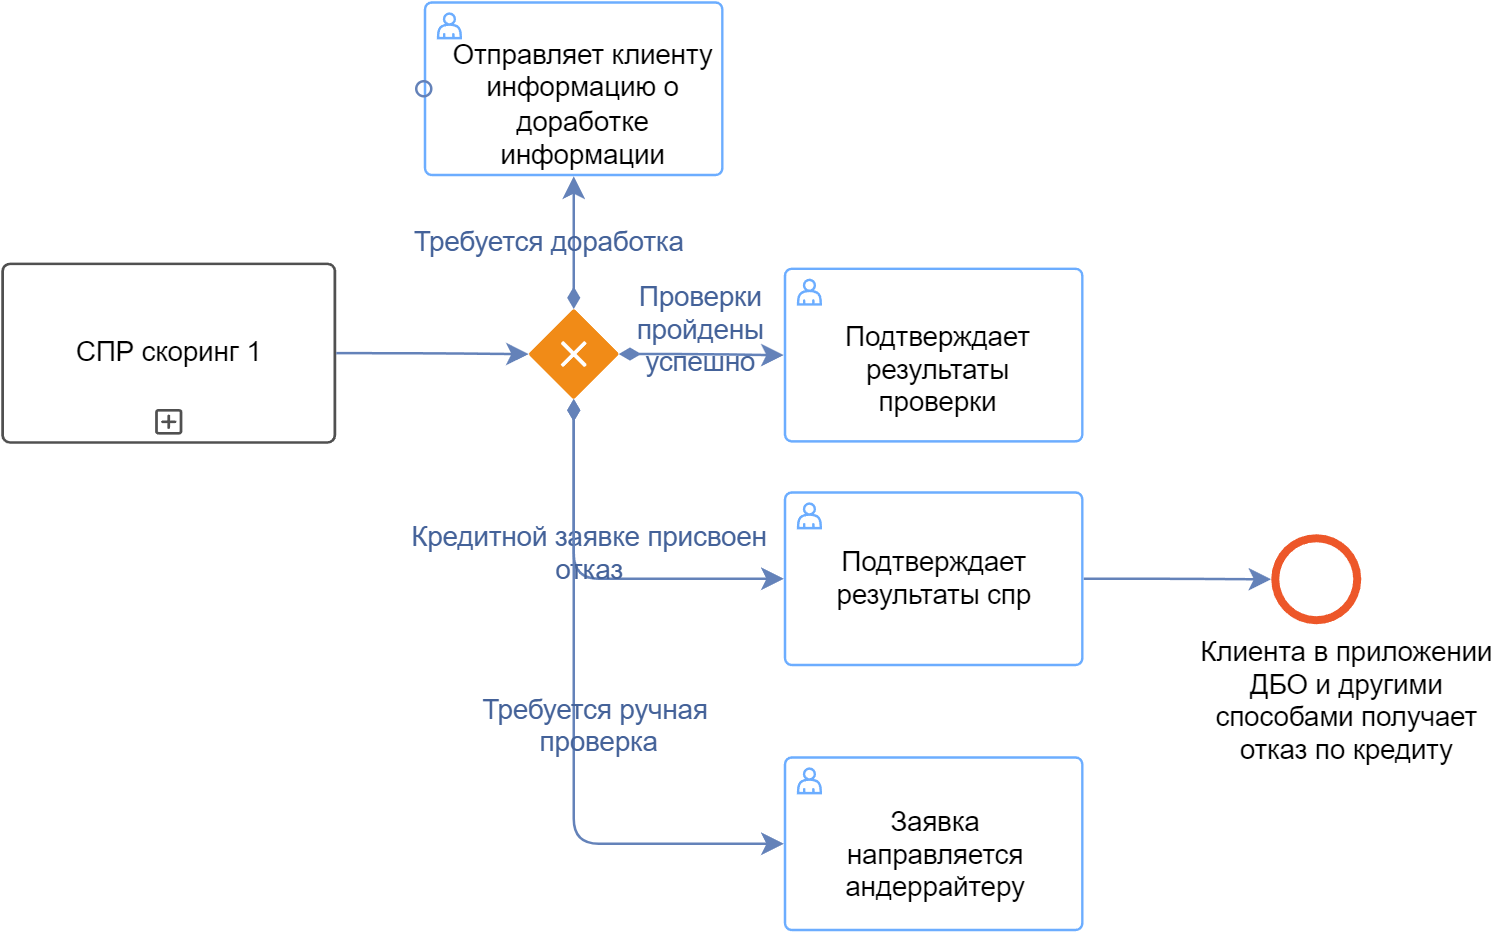 Отправляет клиенту
информацию о
доработке
информации
Требуется доработка
СПР скоринг 1
Проверки
пройдены
успешно
Подтверждает
результаты
проверки
Кредитной заявке присвоен
отказ
Подтверждает
результаты спр
Клиента в приложении
ДБО и другими
способами получает
отказ по кредиту
Требуется ручная
проверка
Заявка
направляется
андеррайтеру